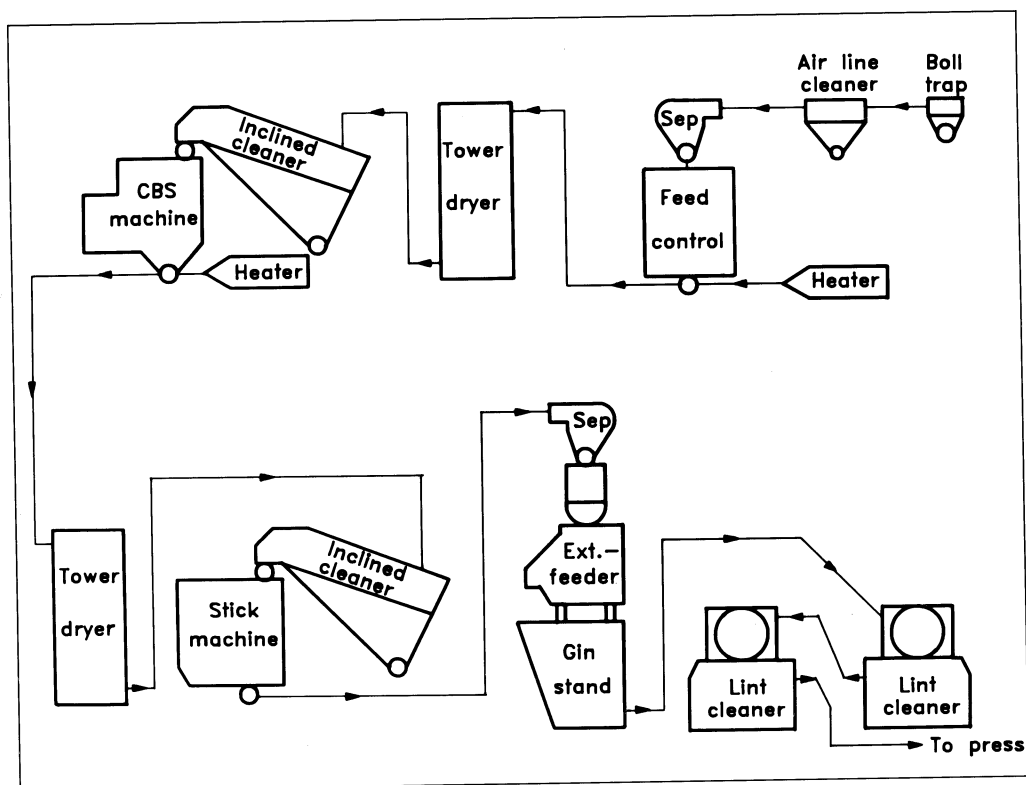 Air line
cleaner
Boll
trap
Sep
Inclined
cleaner
Tower
dryer
CBS
machine
Feed
control
Heater
Heater
Sep
Tower
dryer
Inclined
cleaner
Stick
machine
Ext.-
feeder
Gin
stand
Lint
cleaner
Lint
cleaner
To press